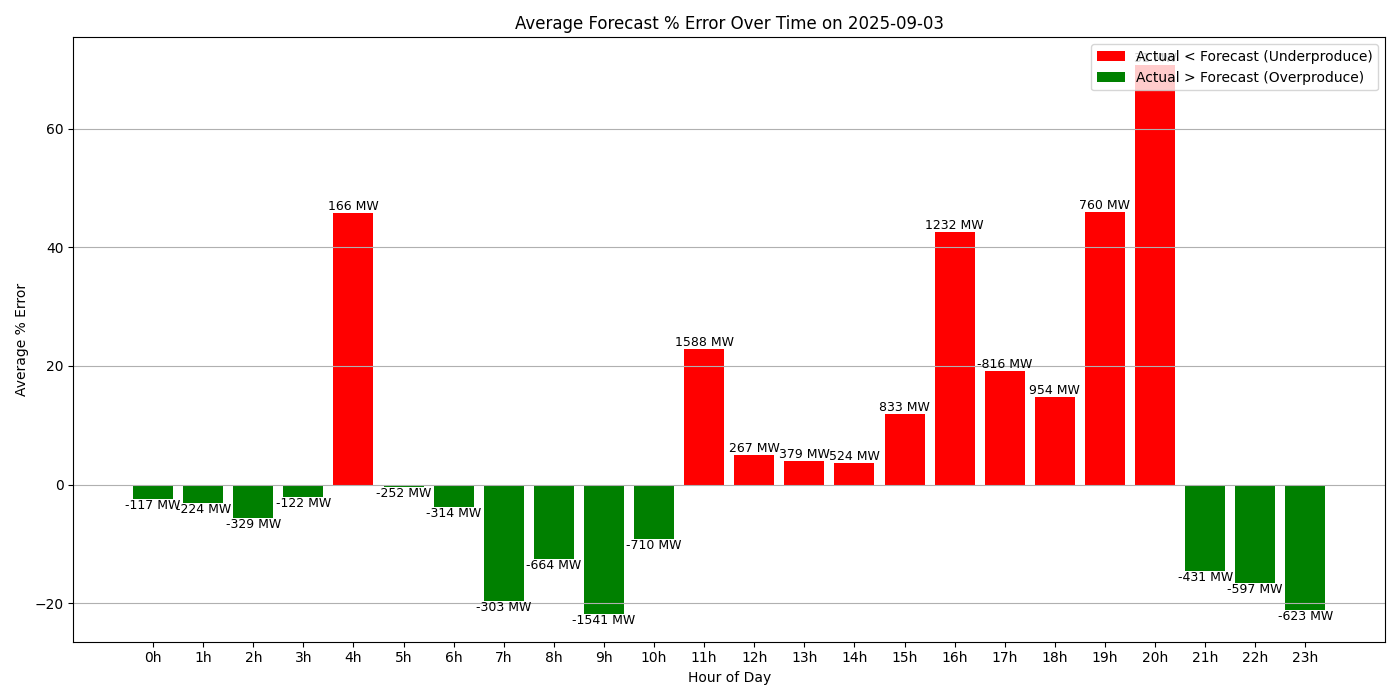 Average Forecast % Error Over Time on 2025-09-03
Actual < Forecast (Underproduce)
Actual > Forecast (Overproduce)
Average % Error
60
40
20
0
−20
-117 MW
-224 MW
-329 MW
-122 MW
166 MW
-252 MW
-314 MW
-303 MW
-664 MW
-1541 MW
-710 MW
1588 MW
267 MW
379 MW
524 MW
833 MW
1232 MW
-816 MW
954 MW
760 MW
-431 MW
-597 MW
-623 MW
0h 1h 2h 3h 4h 5h 6h 7h 8h 9h 10h 11h 12h 13h 14h 15h 16h 17h 18h 19h 20h 21h 22h 23h
Hour of Day